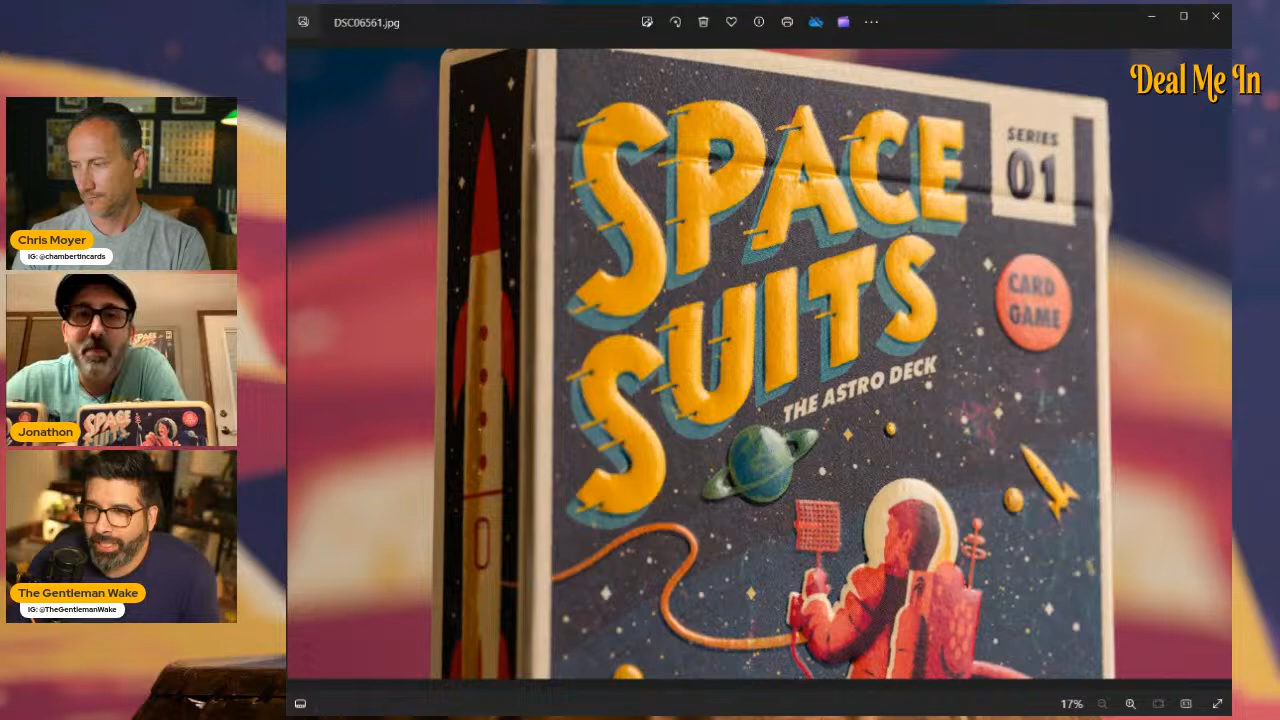 DSC06561.jpg
Deal Me In
Chris Moyer
IG: @chambertincards
Jonathon
SPACE
The Gentleman Wake
IG: @TheGentlemanWake
SPACE
SUITS
THE ASTRO DECK
SERIES
01
CARD
GAME
17%